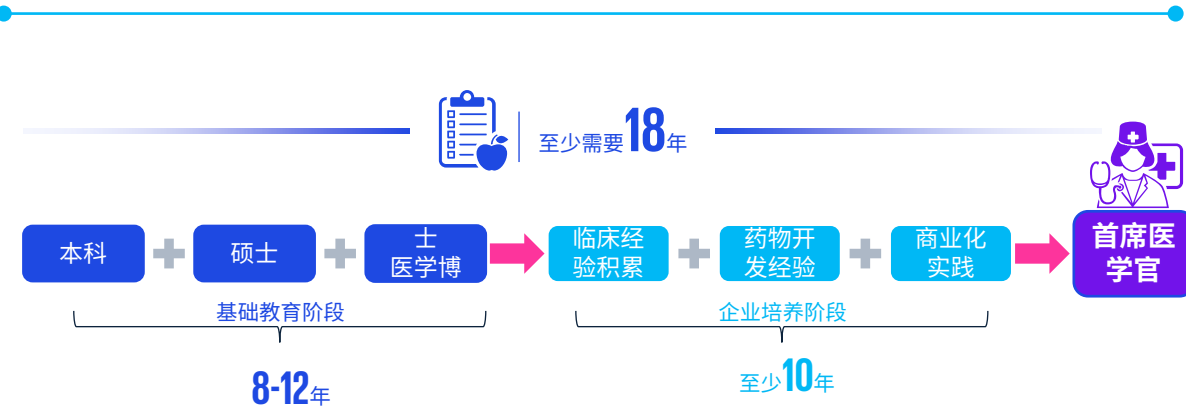 至少需要18年
本科
硕士
士
医学博
临床经
验积累
药物开
发经验
商业化
实践
首席医
学官
基础教育阶段
企业培养阶段
8-12年
至少10年